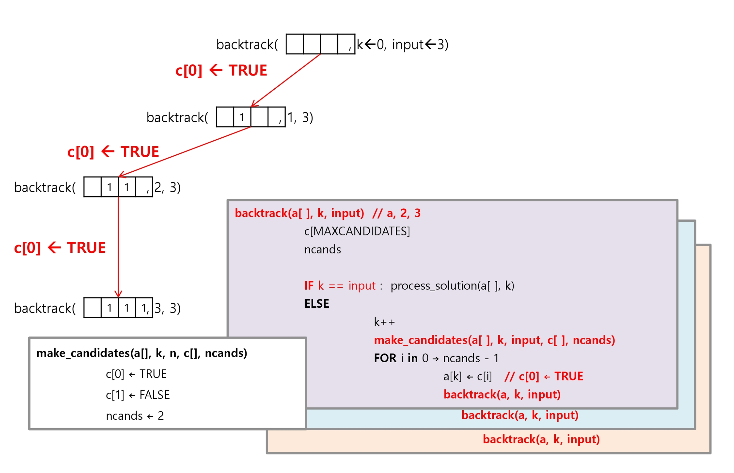 backtrack( , k←0, input←3)
c[0] ← TRUE
backtrack( 1 , 1, 3)
c[0] ← TRUE
backtrack( 1 1 , 2, 3)
c[0] ← TRUE
backtrack( 1 1 1, 3, 3)
backtrack(a[ ], k, input) // a, 2, 3
c[MAXCANDIDATES]
ncands
IF k == input : process_solution(a[ ], k)
ELSE
k++
make_candidates(a[ ], k, input, c[ ], ncands)
FOR i in 0 → ncands - 1
a[k] ← c[i] // c[0] ← TRUE
backtrack(a, k, input)
backtrack(a, k, input)
backtrack(a, k, input)
make_candidates(a[], k, n, c[], ncands)
c[0] ← TRUE
c[1] ← FALSE
ncands ← 2